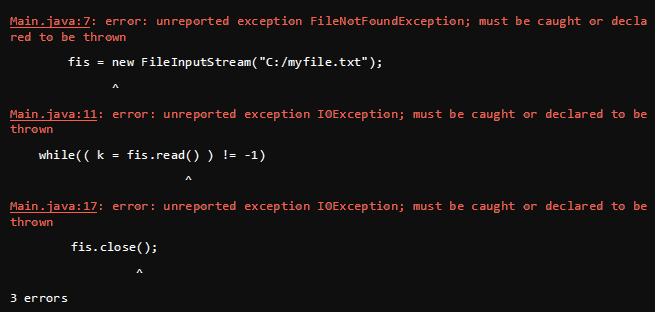 Main.java:7: error: unreported exception FileNotFoundException; must be caught or decla
red to be thrown
fis = new FileInputStream("C:/myfile.txt");
^
Main.java:11: error: unreported exception IOException; must be caught or declared to be
thrown
while(( k = fis.read() ) != -1)
^
Main.java:17: error: unreported exception IOException; must be caught or declared to be
thrown
fis.close();
^
3 errors